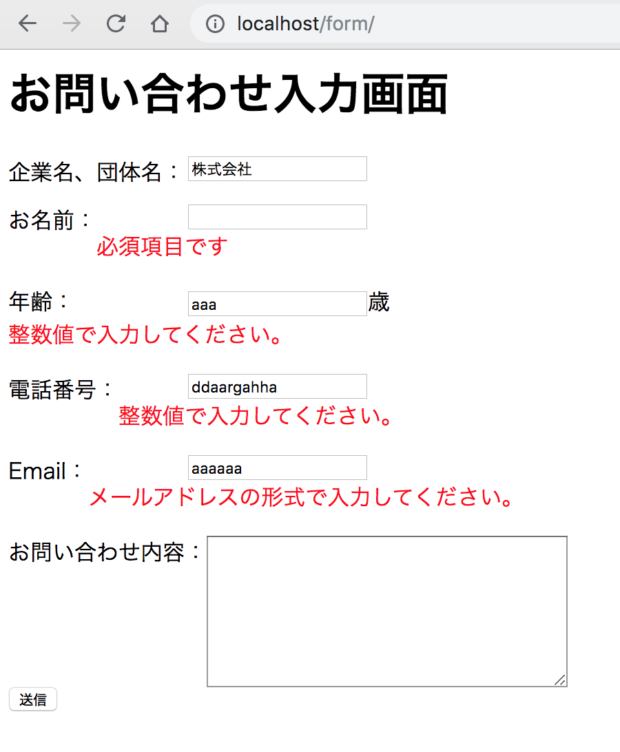 localhost/form/
お問い合わせ入力画面
企業名、団体名： 株式会社
お名前：
必須項目です
年齢： aaa 歳
整数値で入力してください。
電話番号： ddaargahha
整数値で入力してください。
Email： aaaaaa
メールアドレスの形式で入力してください。
お問い合わせ内容：
送信